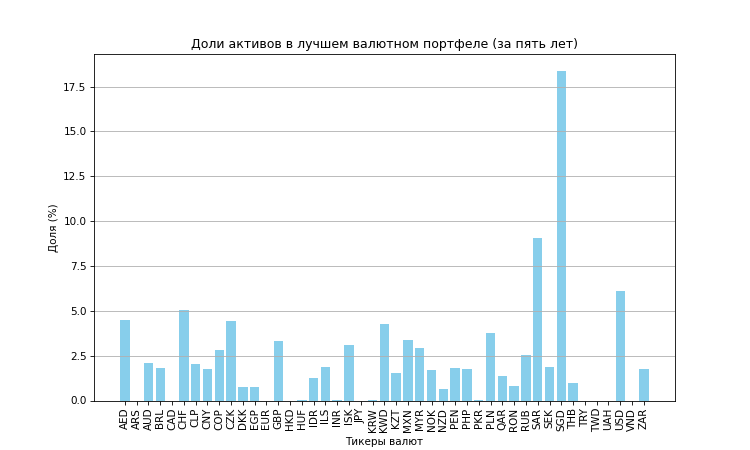 Доли активов в лучшем валютном портфеле (за пять лет)
Доля (%)
17.5
15.0
12.5
10.0
7.5
5.0
2.5
0.0
AED ARS AUD BRL CAD CHF CLP CNY COP CZK DKK EGP EUR GBP HKD HUF IDR ILS INR ISK JPY KRW KWD KZT MXN MYR NOK NZD PEN PHP PKR PLN QAR RON RUB SAR SEK SGD THB TRY TWD UAH USD VND ZAR
Тикеры валют